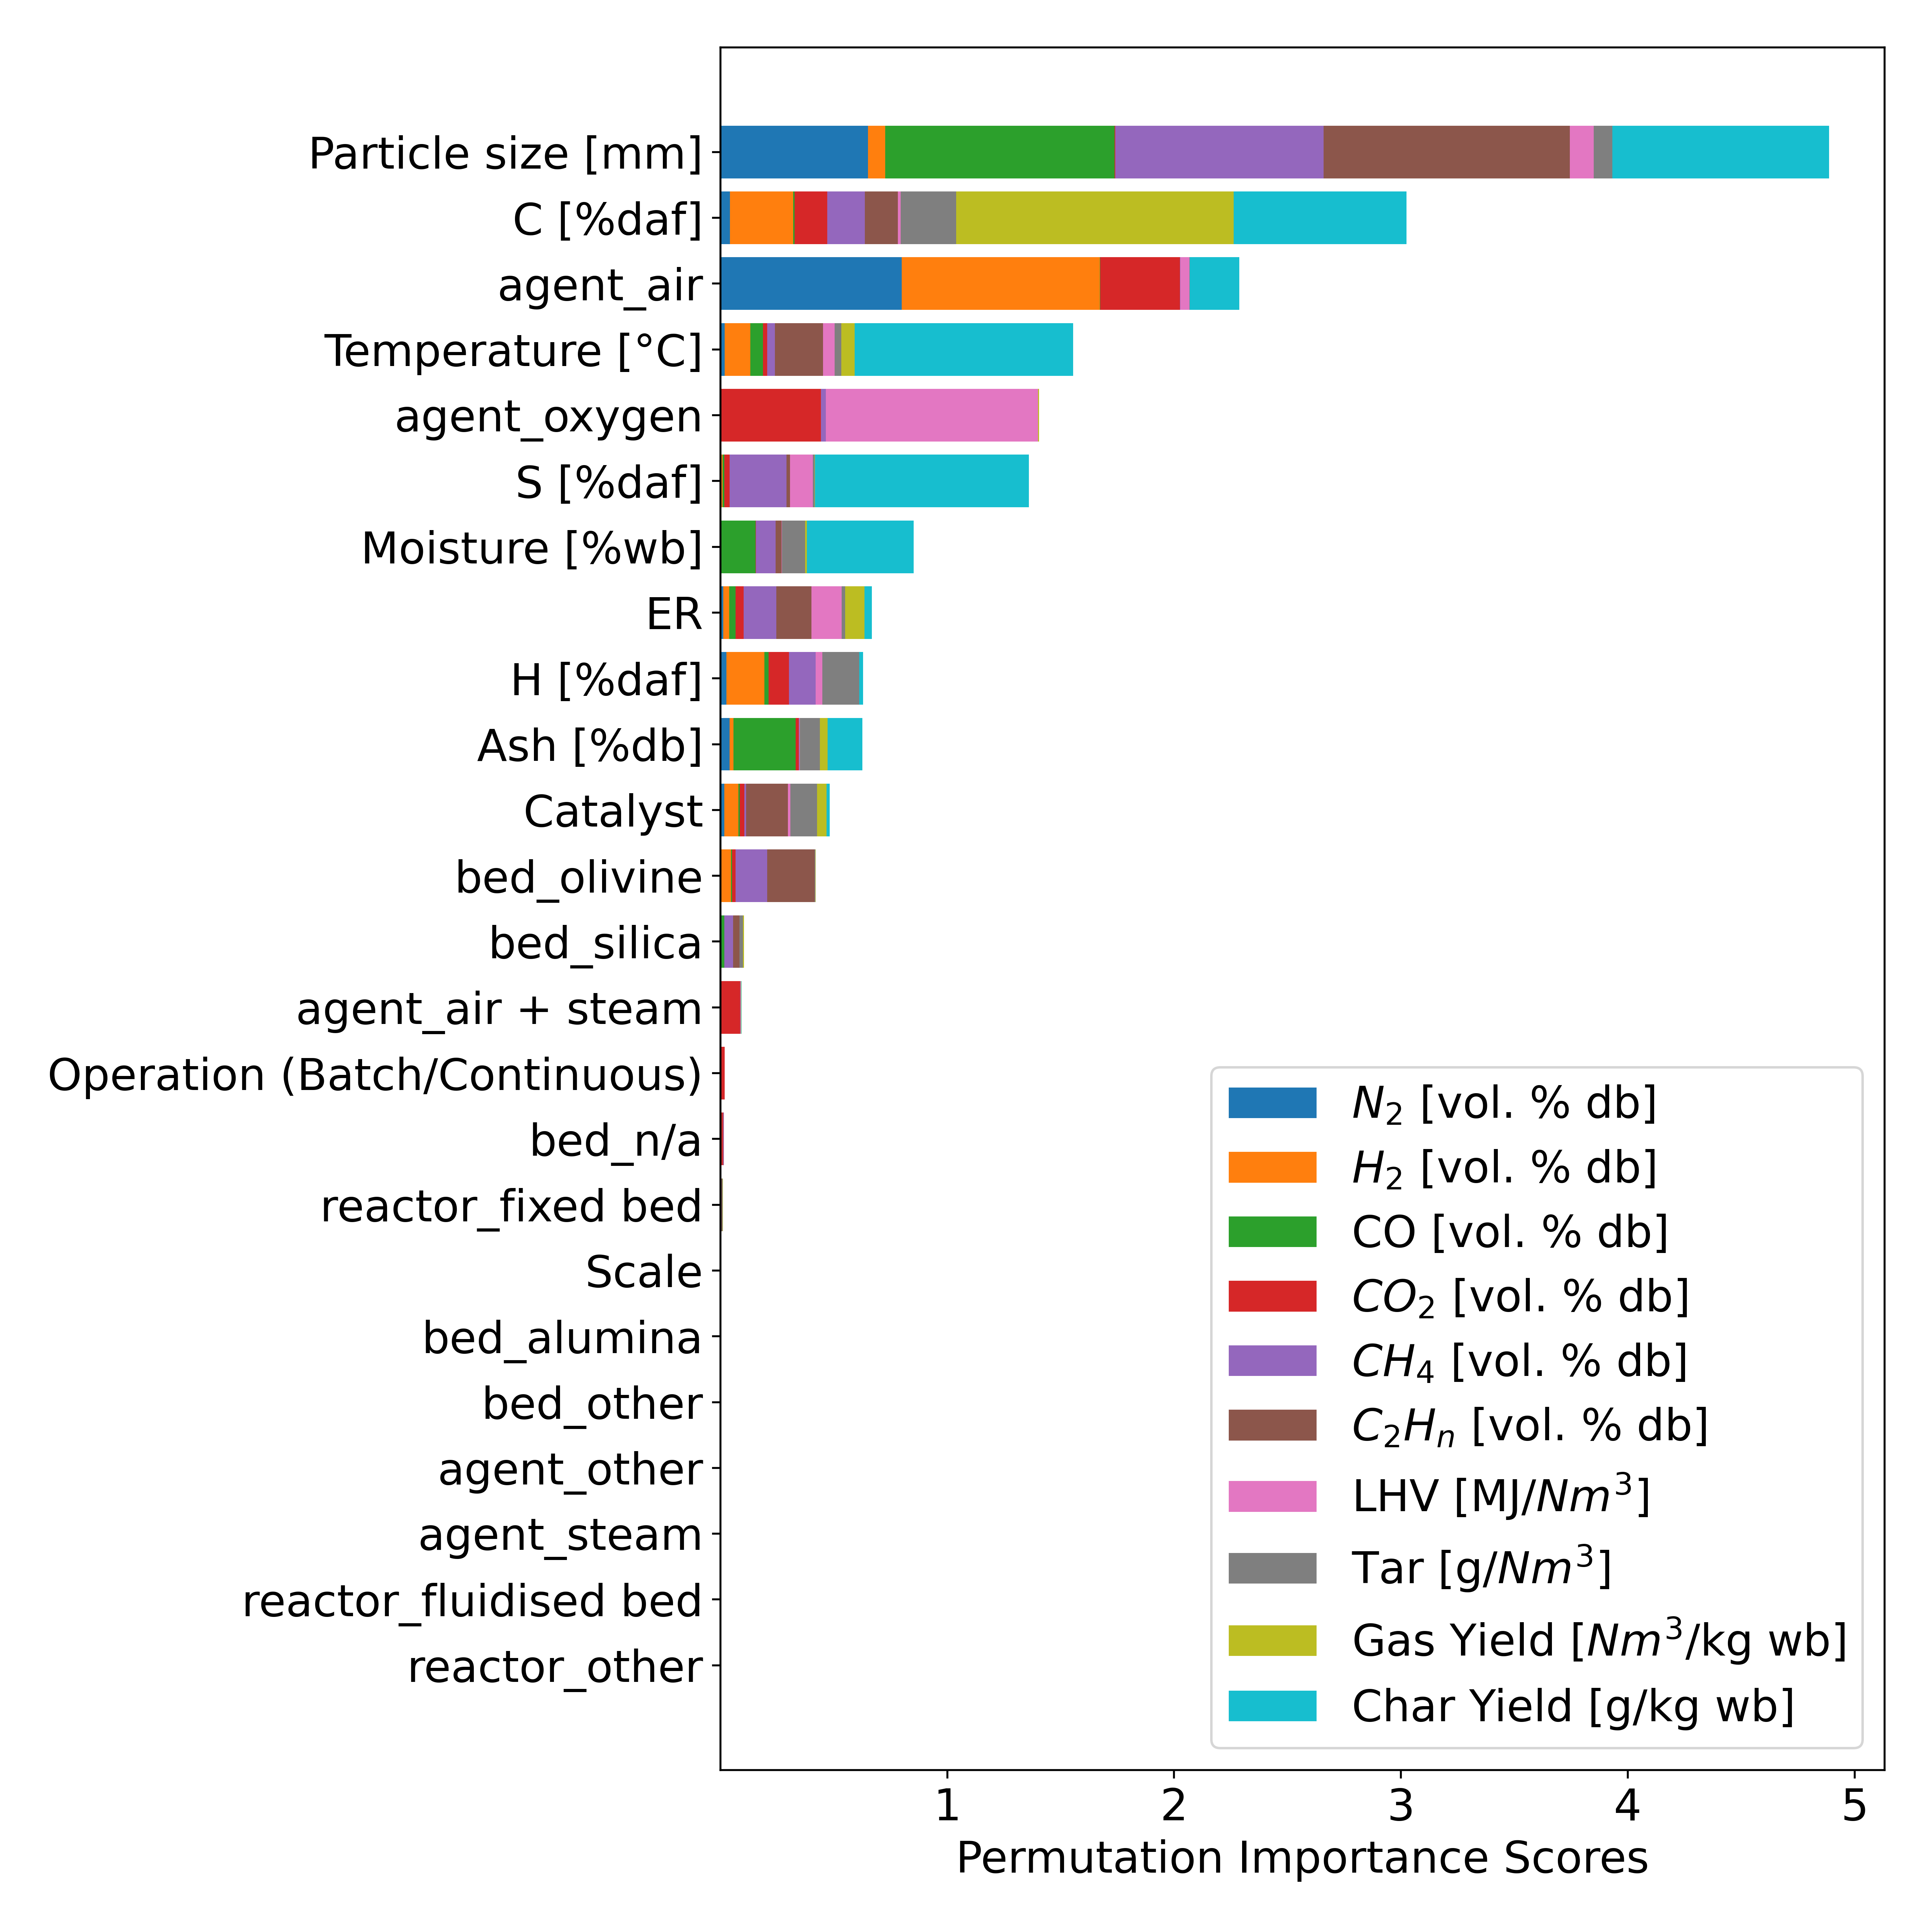 Particle size [mm]
C [%daf]
agent_air
Temperature [°C]
agent_oxygen
S [%daf]
Moisture [%wb]
ER
H [%daf]
Ash [%db]
Catalyst
bed_olivine
bed_silica
agent_air + steam
Operation (Batch/Continuous)
bed_n/a
reactor_fixed bed
Scale
bed_alumina
bed_other
agent_other
agent_steam
reactor_fluidised bed
reactor_other
N₂ [vol. % db]
H₂ [vol. % db]
CO [vol. % db]
CO₂ [vol. % db]
CH₄ [vol. % db]
C₂Hₙ [vol. % db]
LHV [MJ/Nm³]
Tar [g/Nm³]
Gas Yield [Nm³/kg wb]
Char Yield [g/kg wb]
1 2 3 4 5
Permutation Importance Scores